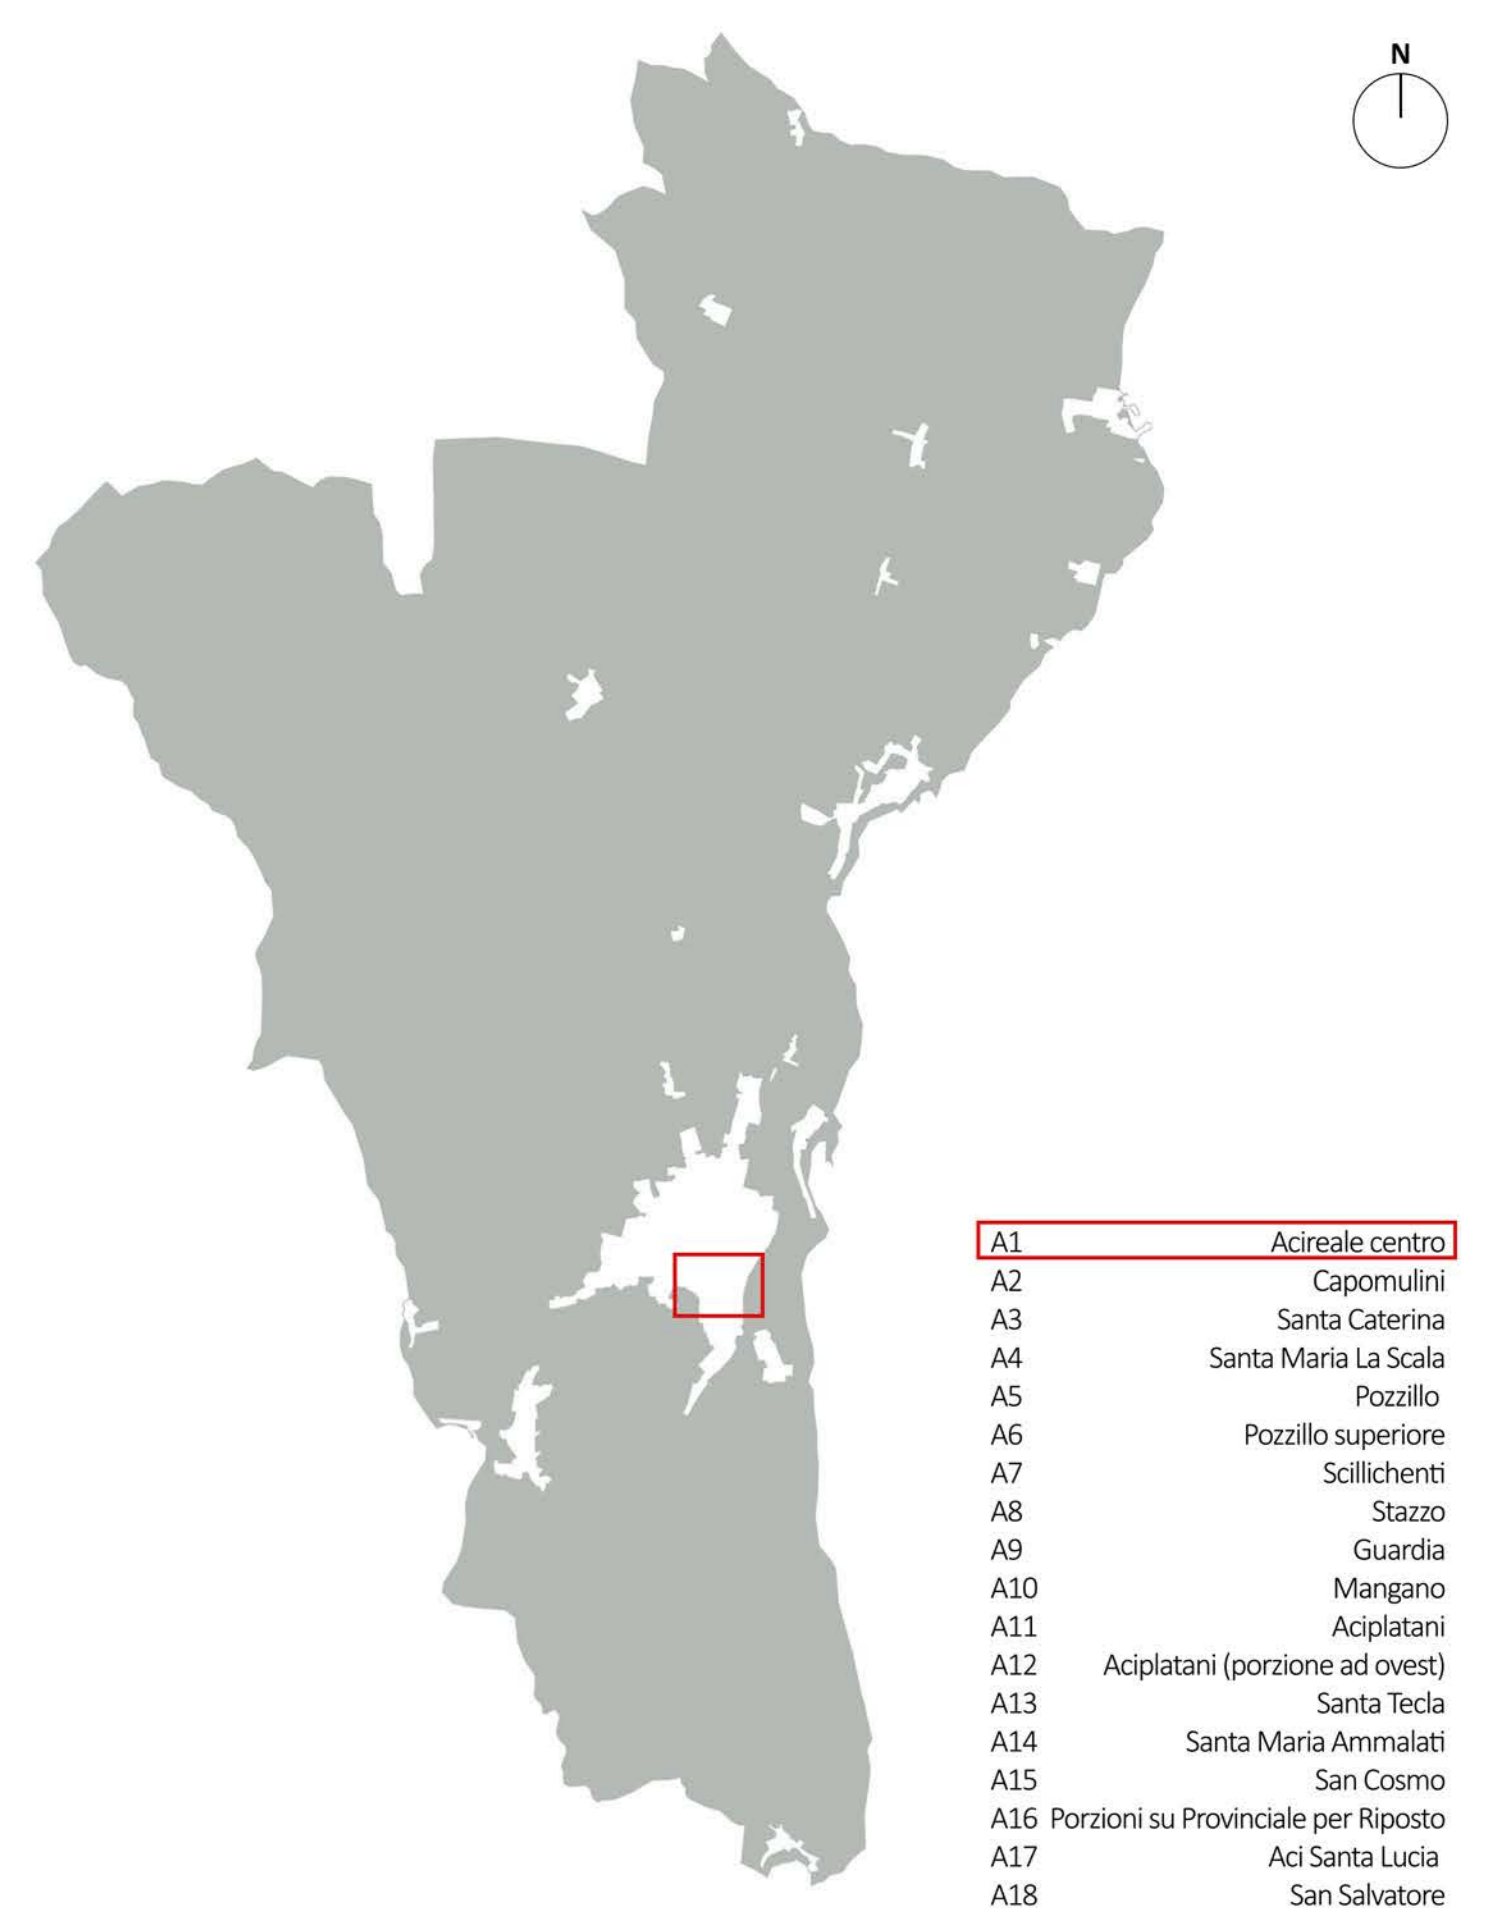 N
A1 Acireale centro
A2 Capomulini
A3 Santa Caterina
A4 Santa Maria La Scala
A5 Pozzillo
A6 Pozzillo superiore
A7 Scillichenti
A8 Stazzo
A9 Guardia
A10 Mangano
A11 Aciplatani
A12 Aciplatani (porzione ad ovest)
A13 Santa Tecla
A14 Santa Maria Ammalati
A15 San Cosmo
A16 Porzioni su Provinciale per Riposto
A17 Aci Santa Lucia
A18 San Salvatore